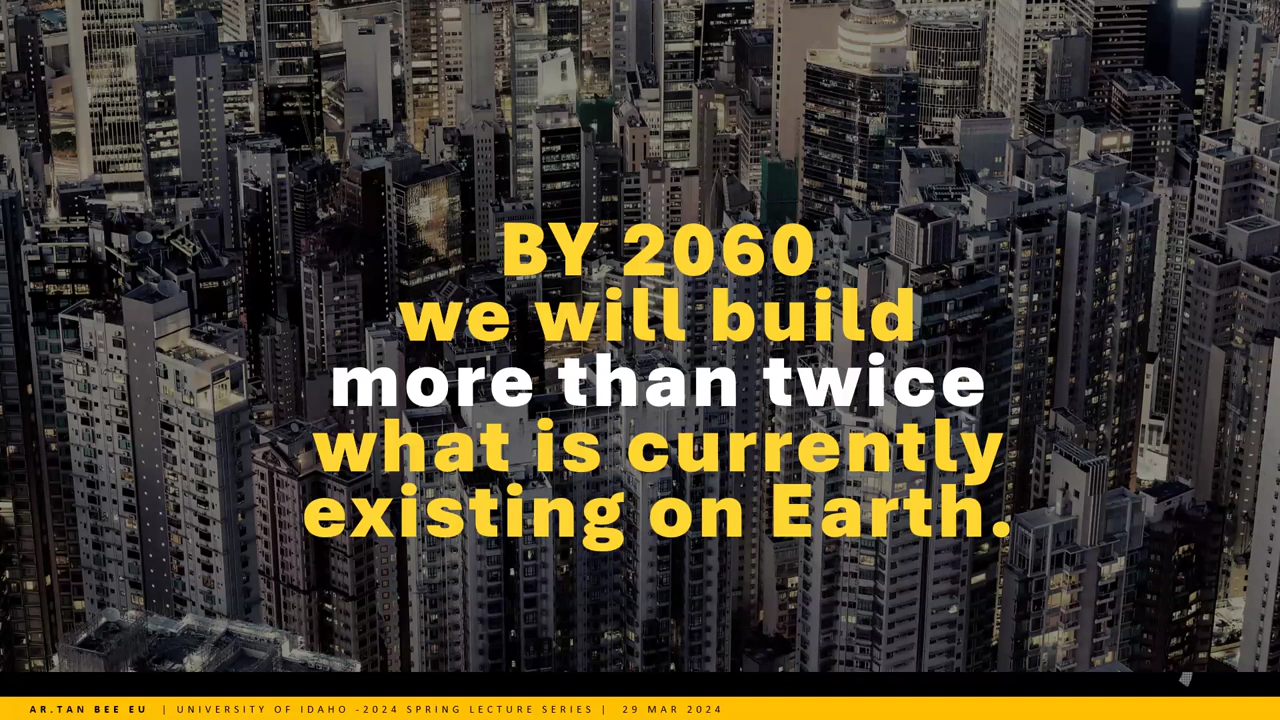 BY 2060
we will build
more than twice
what is currently
existing on Earth.
AR.TAN BEE EU | UNIVERSITY OF IDAHO -2024 SPRING LECTURE SERIES | 29 MAR 2024